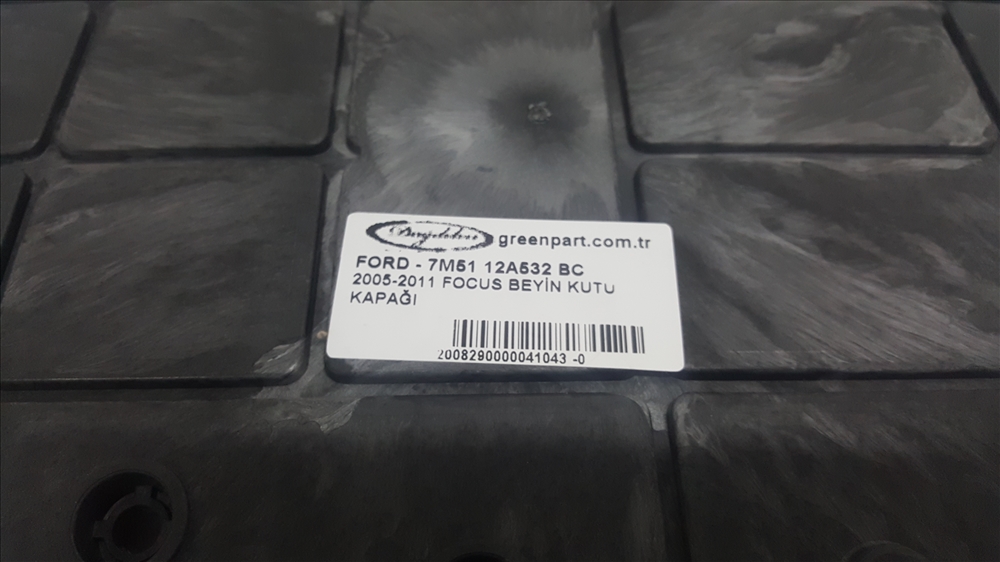 greenpart.com.tr
FORD - 7M51 12A532 BC
2005-2011 FOCUS BEYİN KUTU
KAPAĞI
2008290000041043 -0